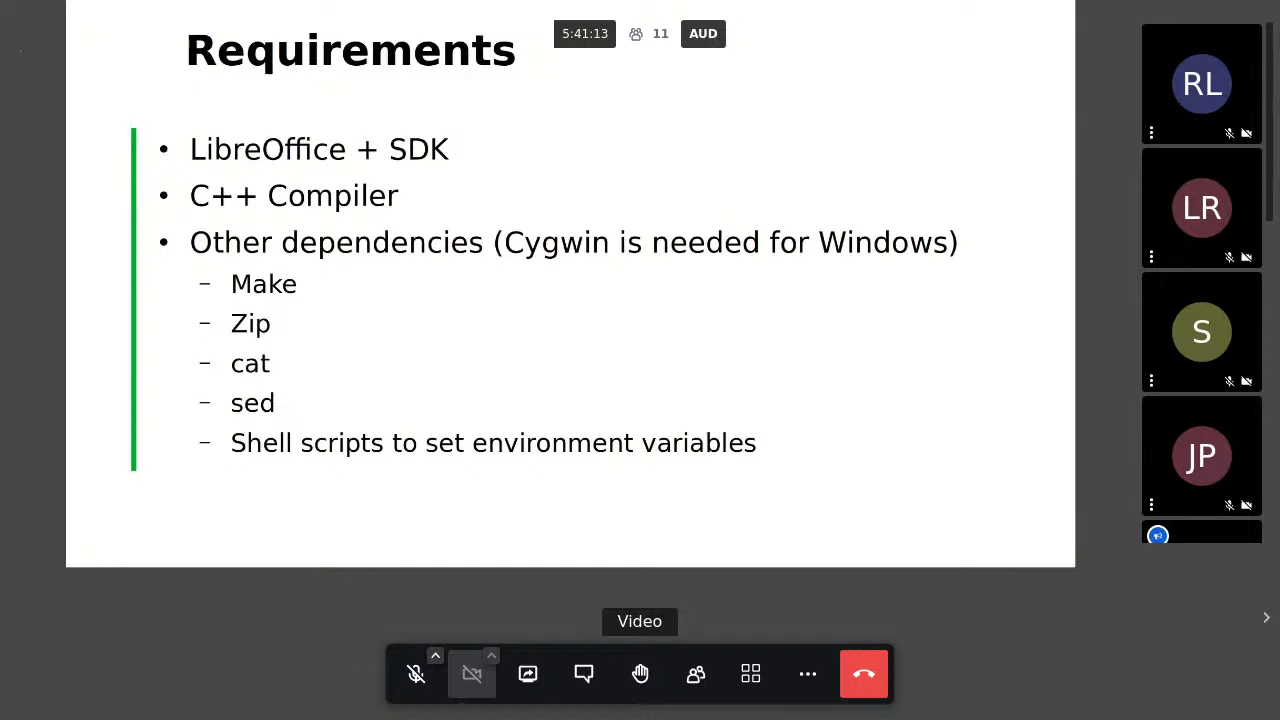 Requirements
5:41:13 11 AUD
• LibreOffice + SDK
• C++ Compiler
• Other dependencies (Cygwin is needed for Windows)
– Make
– Zip
– cat
– sed
– Shell scripts to set environment variables
RL
LR
S
JP
Video